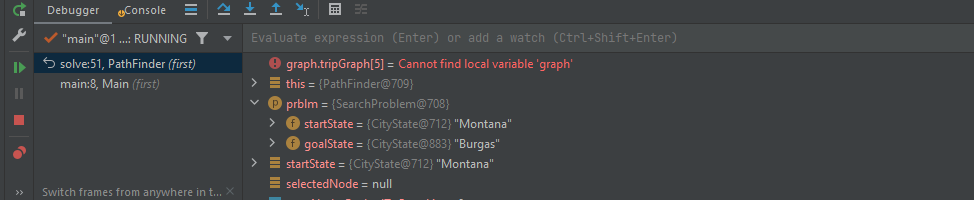 Debugger
Console
"main"@1 ...: RUNNING
Evaluate expression (Enter) or add a watch (Ctrl+Shift+Enter)
solve:51, PathFinder (first)
main:8, Main (first)
graph.tripGraph[5] = Cannot find local variable 'graph'
this = {PathFinder@709}
p prblm = {SearchProblem@708}
f startState = {CityState@712} "Montana"
f goalState = {CityState@883} "Burgas"
startState = {CityState@712} "Montana"
selectedNode = null
Switch frames from anywhere in t...